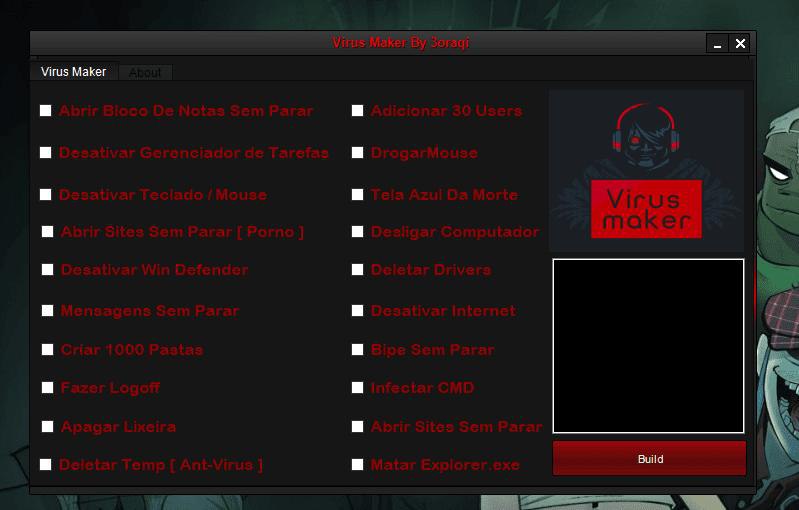 Virus Maker By 3oraqi
Virus Maker About
Abrir Bloco De Notas Sem Parar
Desativar Gerenciador de Tarefas
Desativar Teclado / Mouse
Abrir Sites Sem Parar [ Porno ]
Desativar Win Defender
Mensagens Sem Parar
Criar 1000 Pastas
Fazer Logoff
Apagar Lixeira
Deletar Temp [ Ant-Virus ]
Adicionar 30 Users
DrogarMouse
Tela Azul Da Morte
Desligar Computador
Deletar Drivers
Desativar Internet
Bipe Sem Parar
Infectar CMD
Abrir Sites Sem Parar
Matar Explorer.exe
Virus
maker
Build